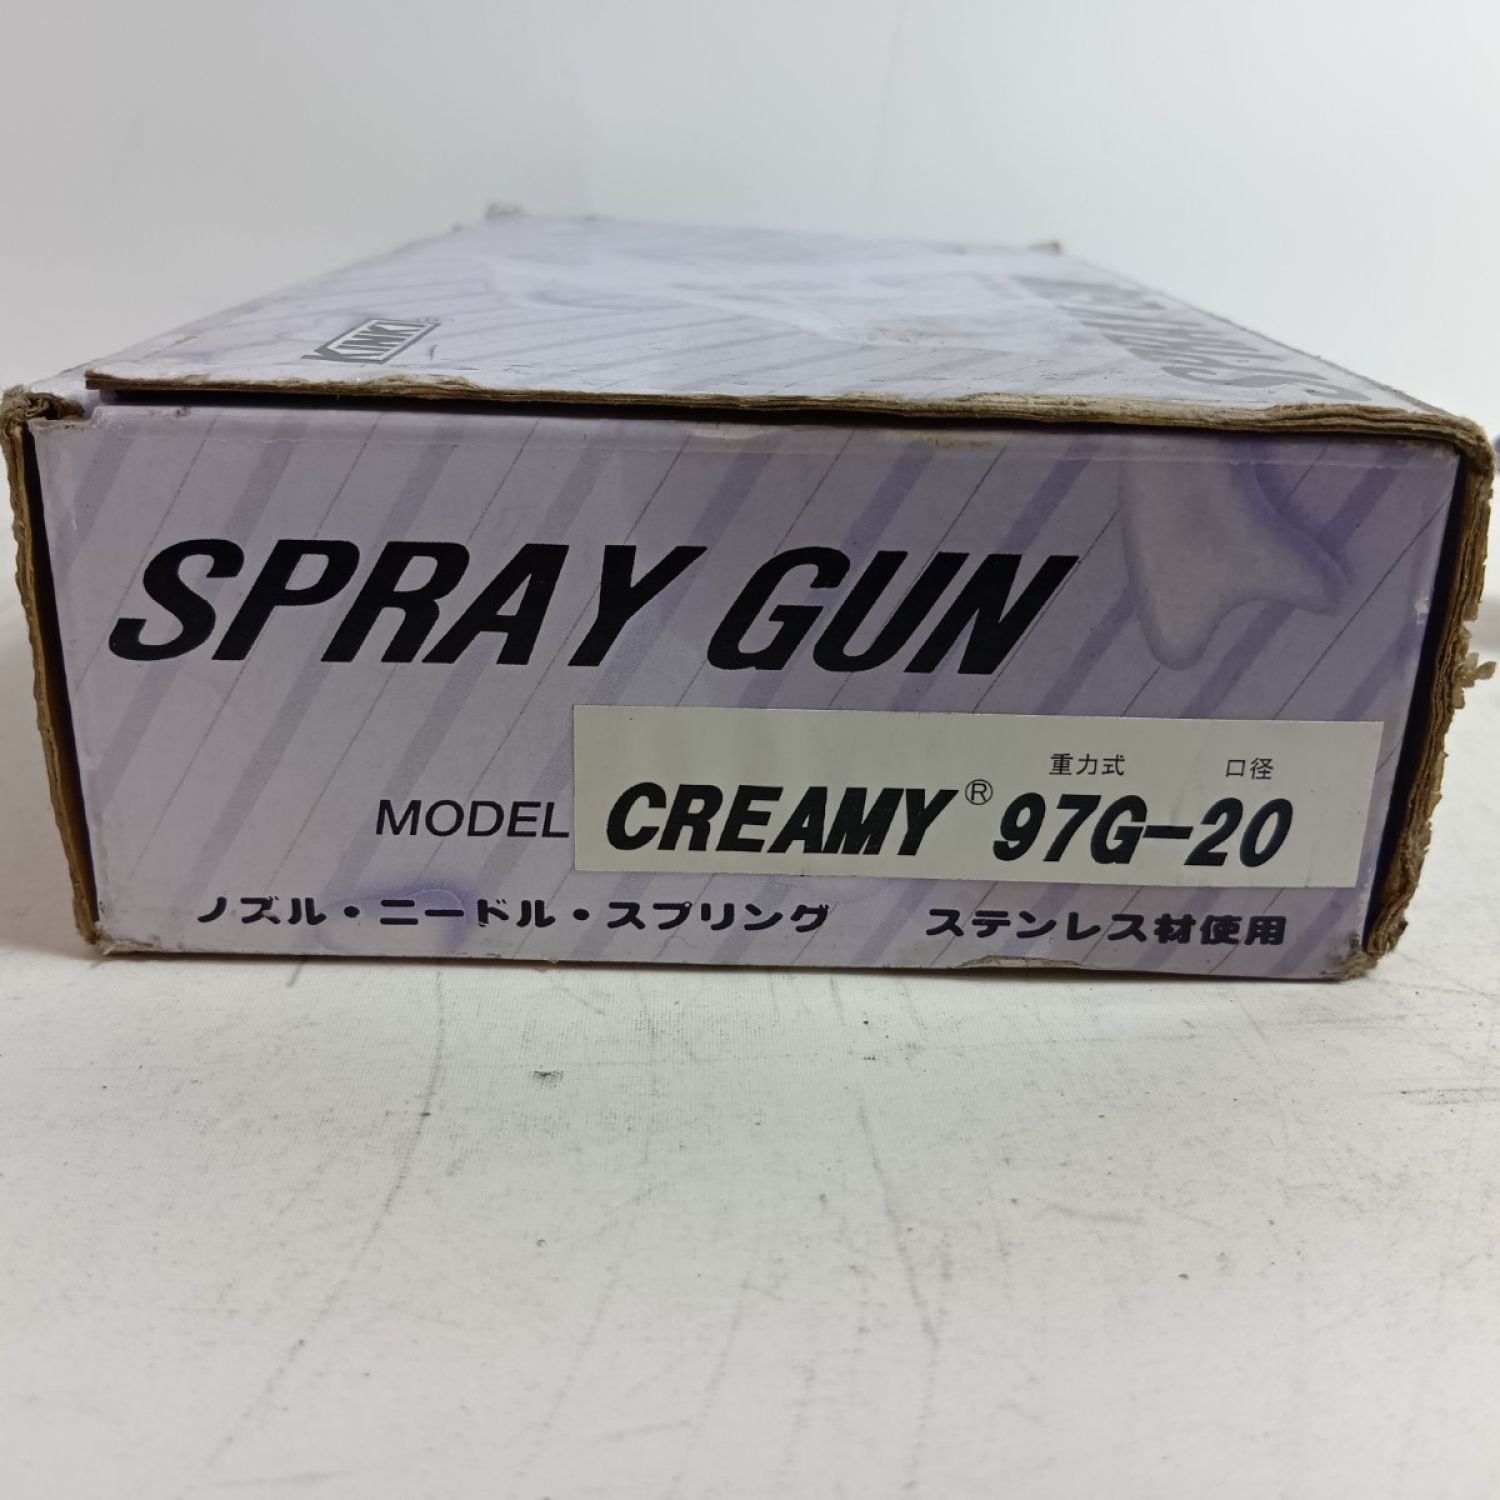 KINKI
SPRAY GUN
重力式 口径
MODEL CREAMY® 97G-20
ノズル・ニードル・スプリング ステンレス材使用